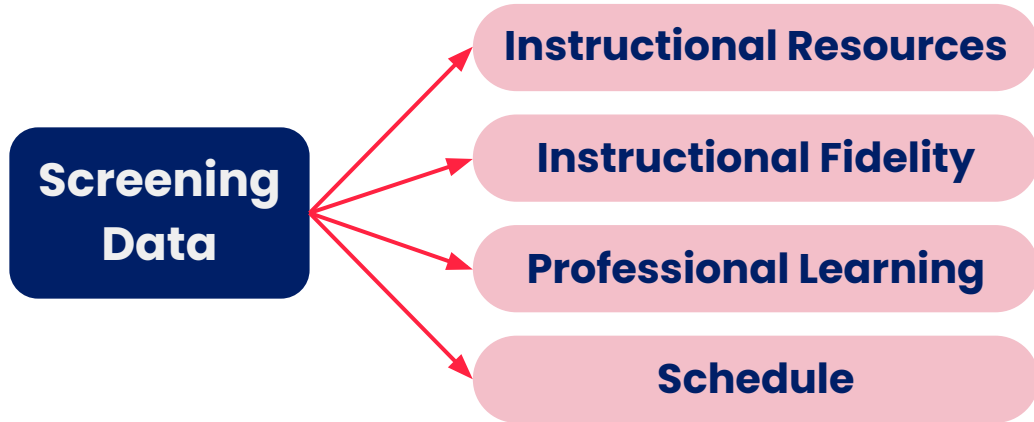 Screening
Data
Instructional Resources
Instructional Fidelity
Professional Learning
Schedule